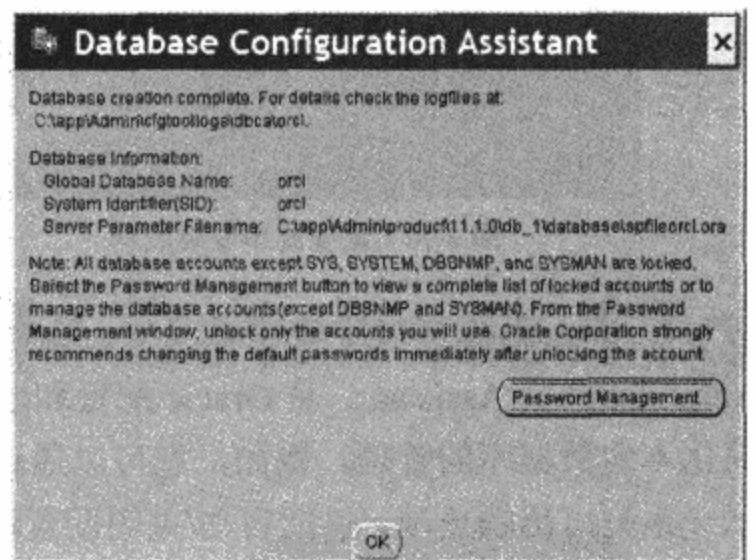 Database Configuration Assistant
Database creation complete. For details check the logfiles at:
C:\app\Admin\cfgtoollogs\dbca\orcl.
Database Information:
Global Database Name: orcl
System Identifier(SID): orcl
Server Parameter Filename: C:\app\Admin\product\11.1.0\db_1\database\spfileorcl.ora
Note: All database accounts except SYS, SYSTEM, DBSNMP, and SYSMAN are locked.
Select the Password Management button to view a complete list of locked accounts or to
manage the database accounts(except DBSNMP and SYSMAN). From the Password
Management window, unlock only the accounts you will use. Oracle Corporation strongly
recommends changing the default passwords immediately after unlocking the account.
Password Management...
OK